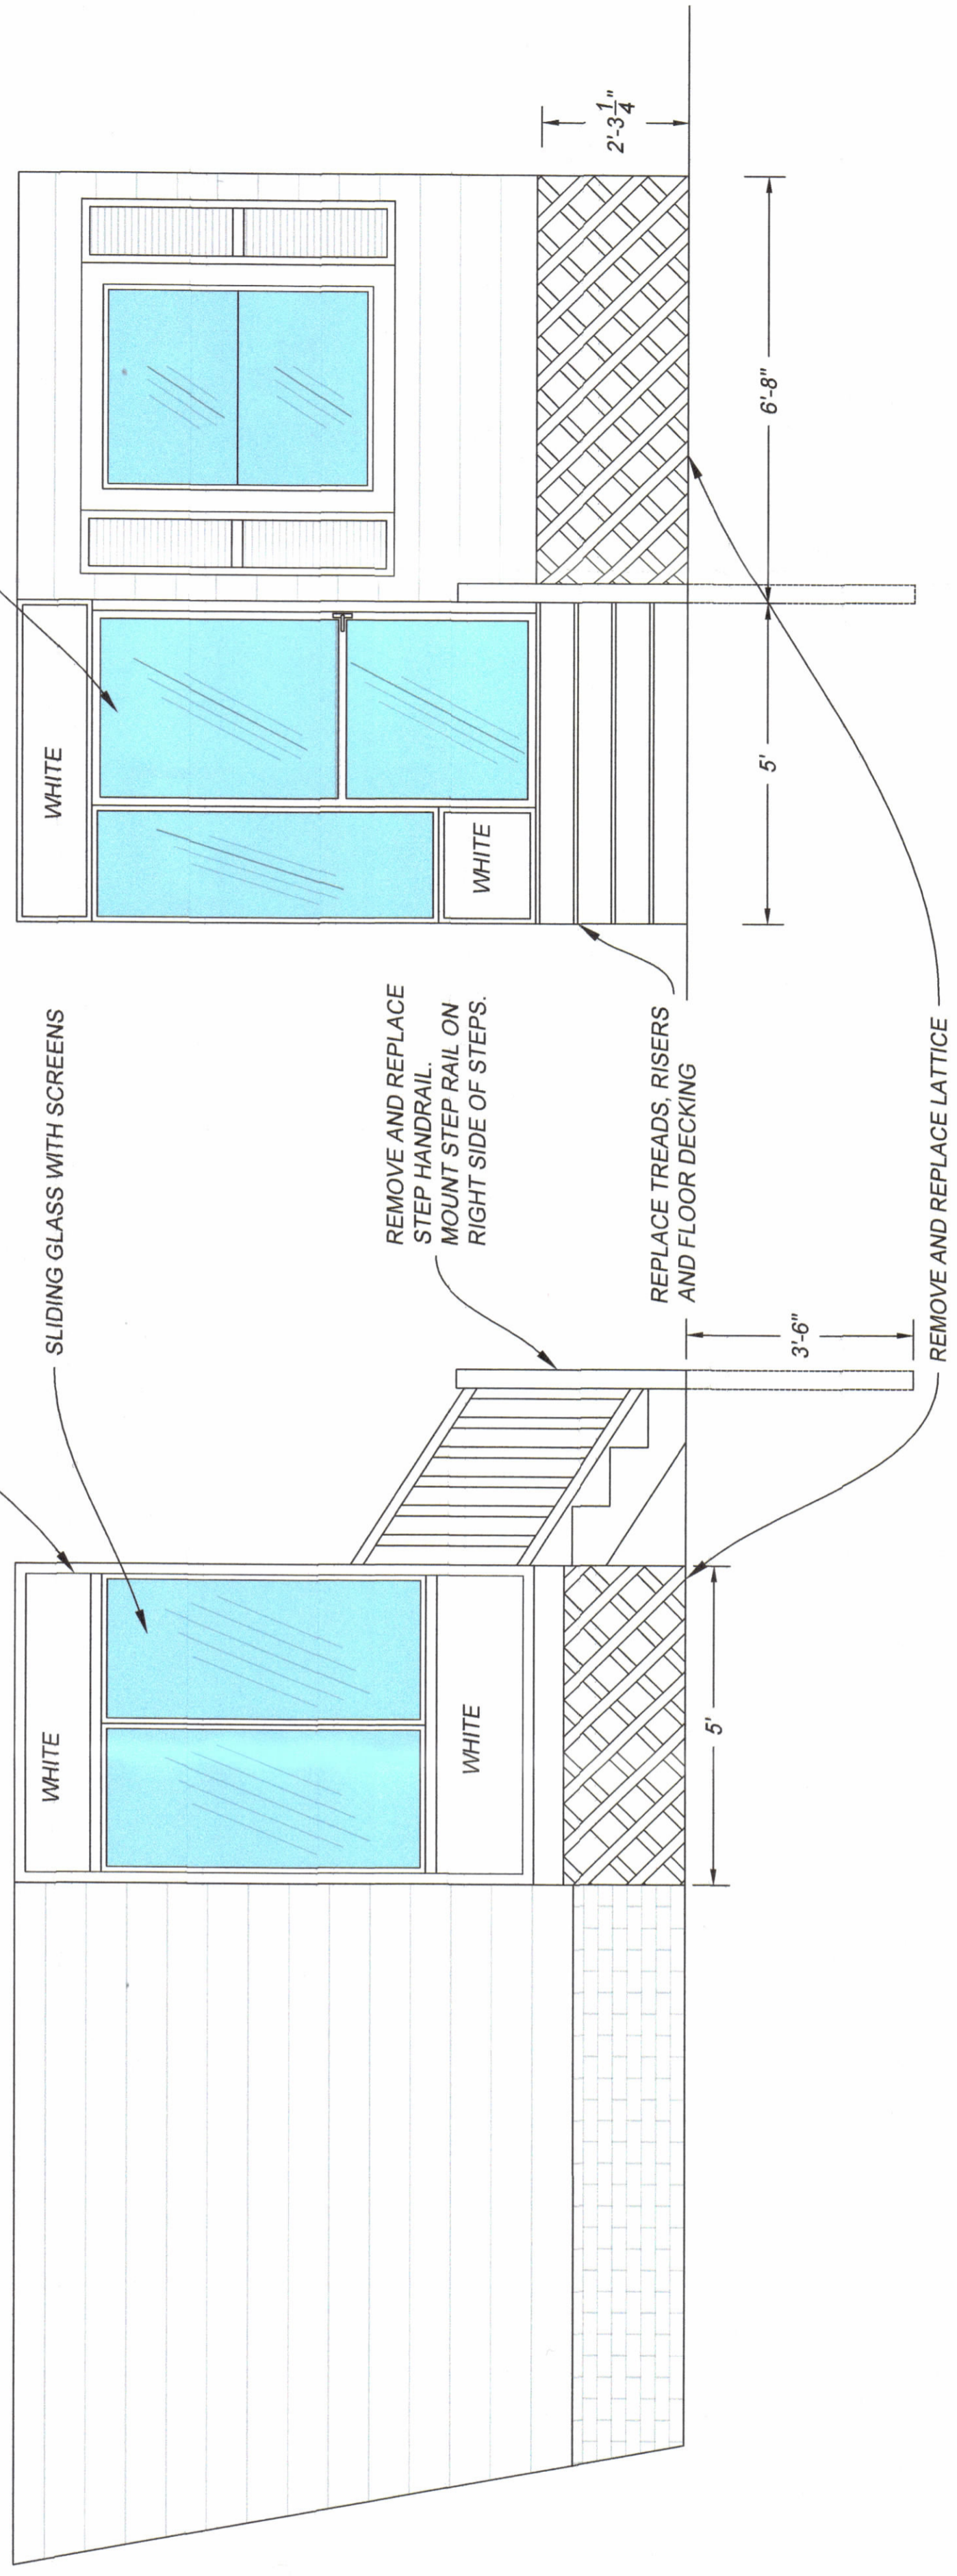 SLIDING GLASS WITH SCREENS
WHITE
WHITE
REMOVE AND REPLACE
STEP HANDRAIL.
MOUNT STEP RAIL ON
RIGHT SIDE OF STEPS.
REPLACE TREADS, RISERS
AND FLOOR DECKING
3'-6"
5'
REMOVE AND REPLACE LATTICE
WHITE
WHITE
2'-3 1/4"
5'
6'-8"